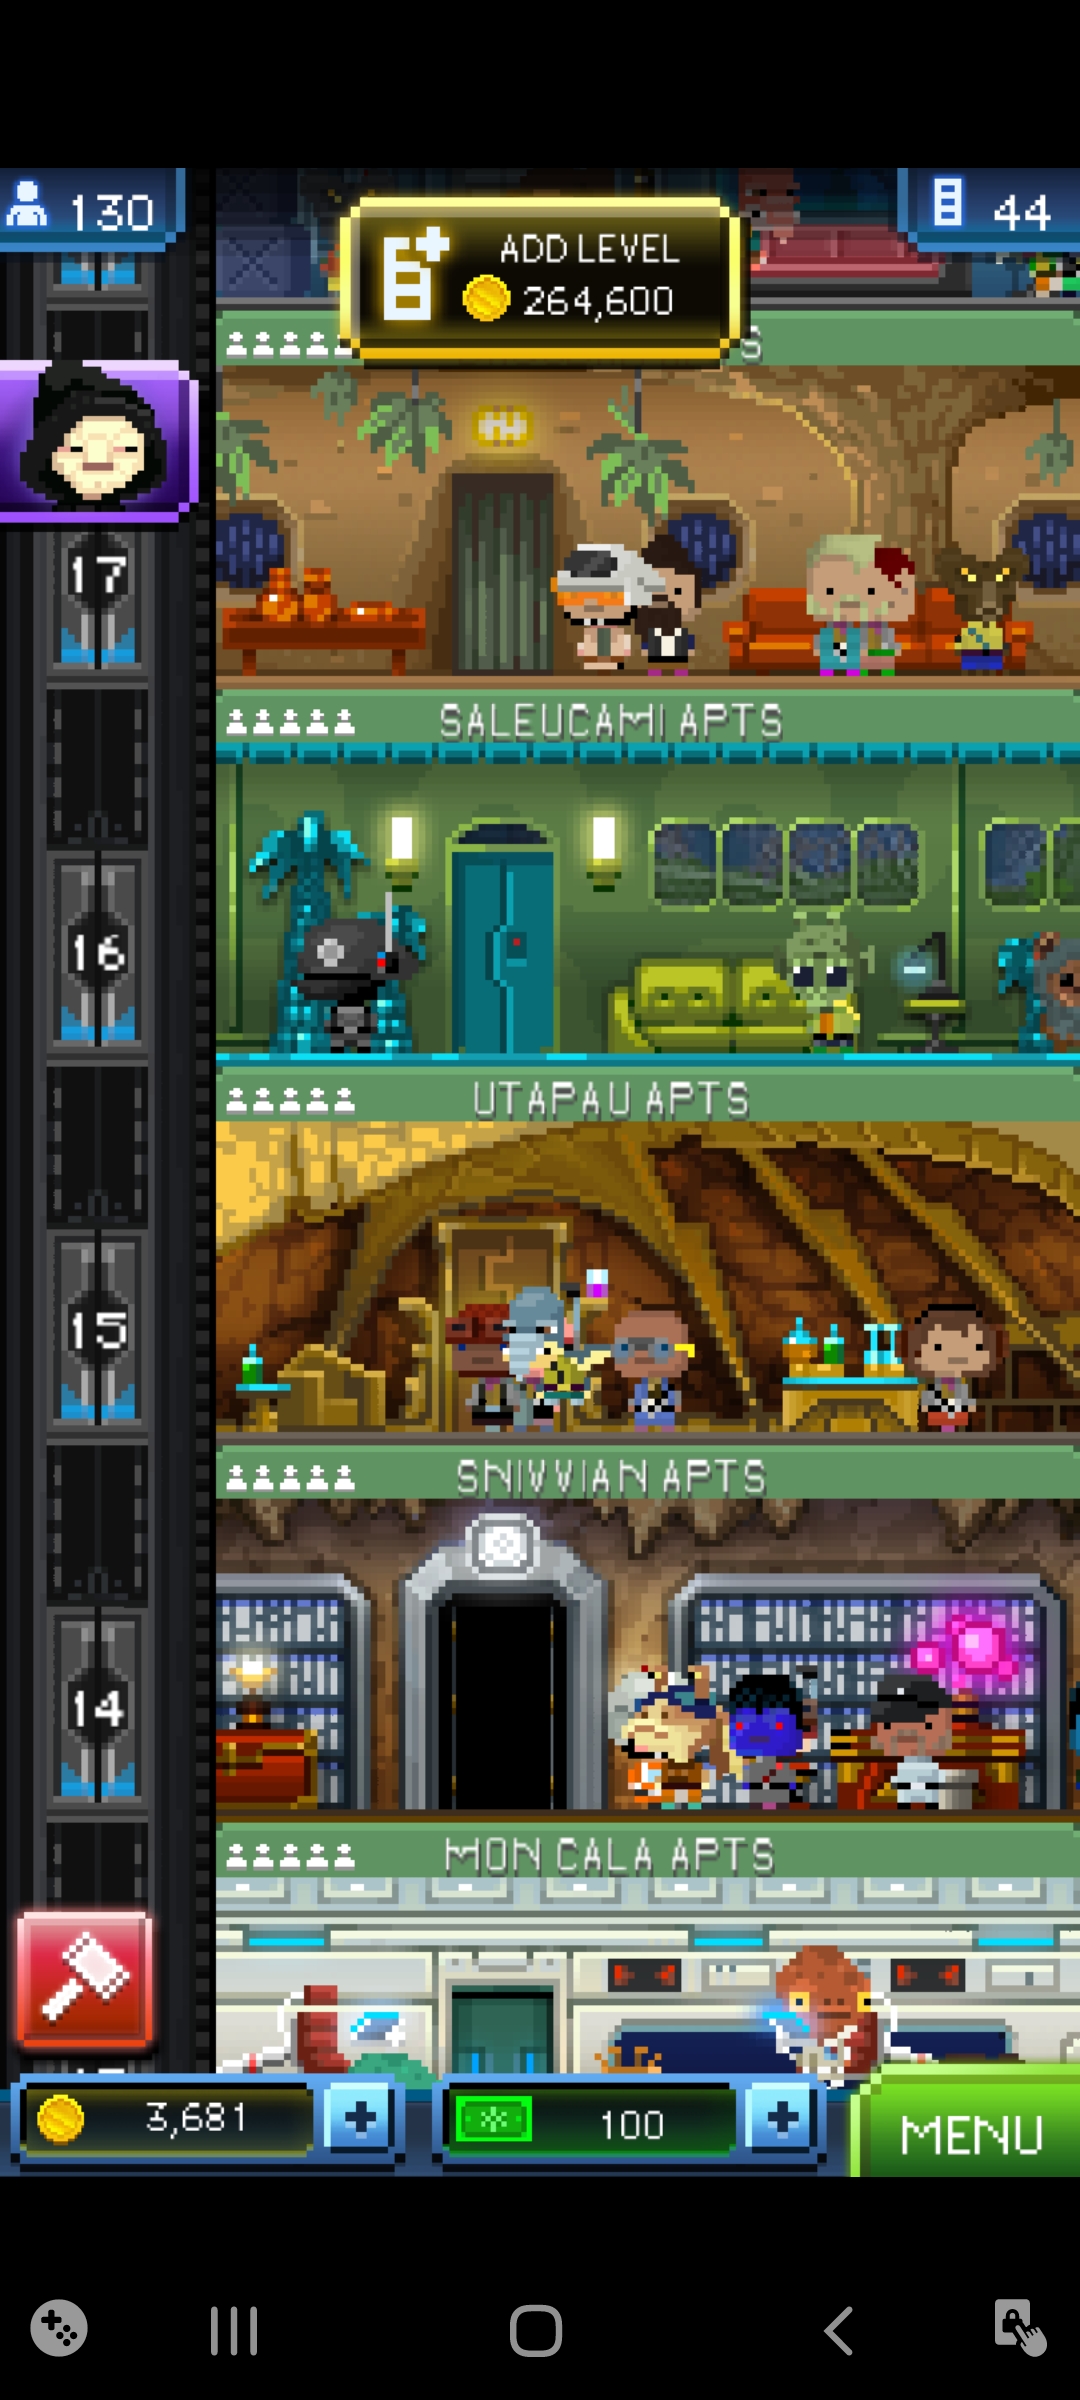 130
44
ADD LEVEL
264,600
S
17
SALEUCAMI APTS
16
UTAPAU APTS
15
SNIVVIAN APTS
14
MON CALA APTS
3,681
100
MENU